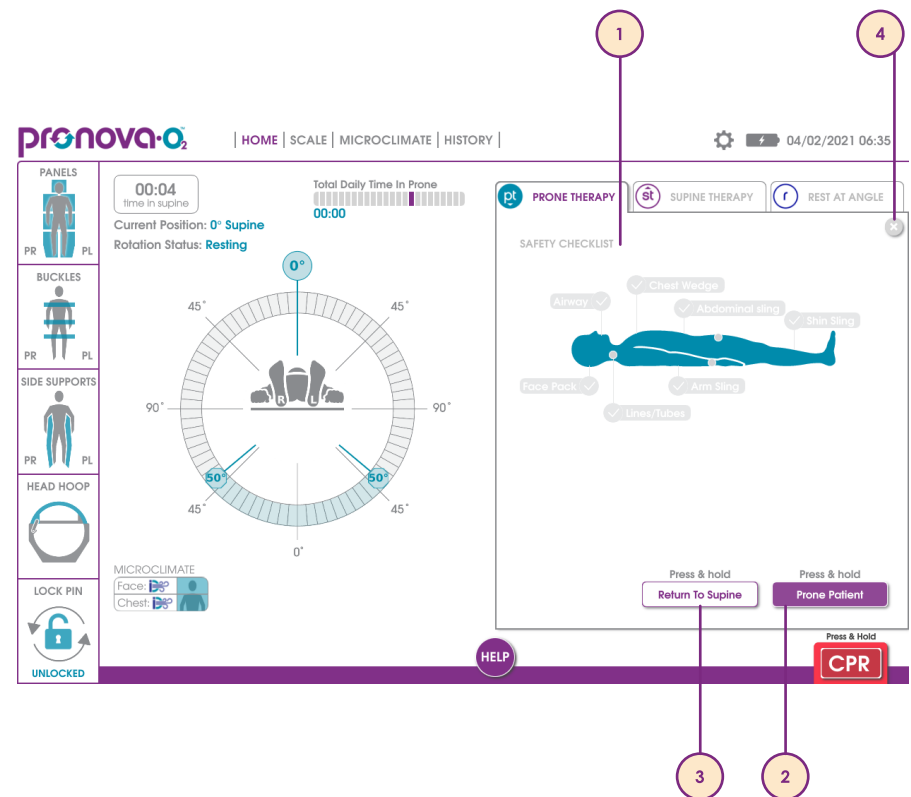 1
4
pronova·O2
| HOME | SCALE | MICROCLIMATE | HISTORY |
04/02/2021 06:35
PANELS
PR PL
BUCKLES
PR PL
SIDE SUPPORTS
PR PL
HEAD HOOP
LOCK PIN
UNLOCKED
00:04
time in supine
Total Daily Time In Prone
00:00
Current Position: 0° Supine
Rotation Status: Resting
0°
45° 45°
R L
90° 90°
50° 50°
45° 45°
0°
MICROCLIMATE
Face:
Chest:
pt PRONE THERAPY
st SUPINE THERAPY
r REST AT ANGLE
SAFETY CHECKLIST
Chest Wedge
Airway
Abdominal sling
Shin Sling
Face Pack
Arm Sling
Lines/Tubes
Press & hold
Return To Supine
Press & hold
Prone Patient
HELP
Press & Hold
CPR
3
2